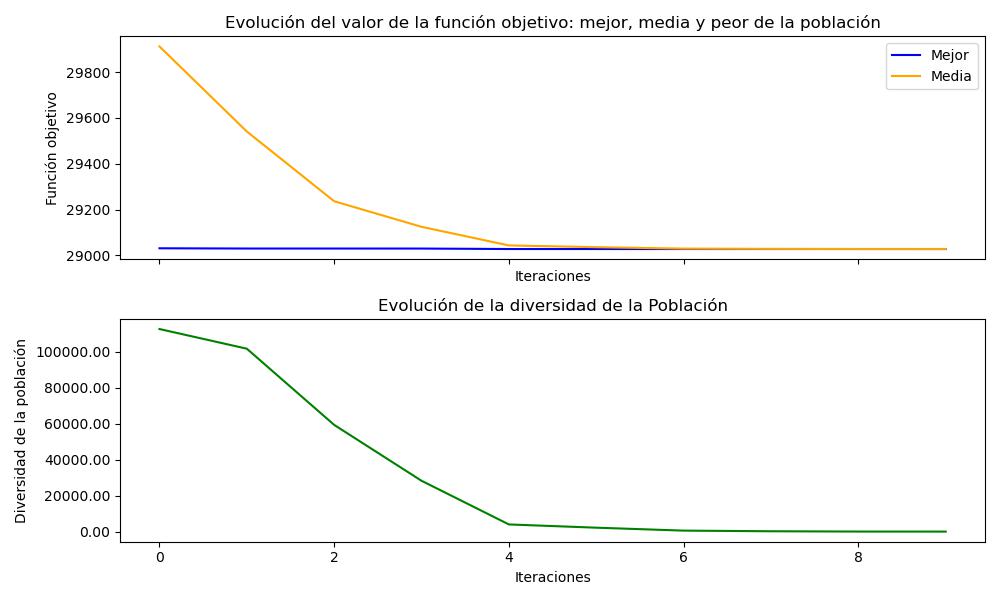 Evolución del valor de la función objetivo: mejor, media y peor de la población
Función objetivo
29800
29600
29400
29200
29000
Mejor
Media
Iteraciones
Evolución de la diversidad de la Población
Diversidad de la población
100000.00
80000.00
60000.00
40000.00
20000.00
0.00
0 2 4 6 8
Iteraciones